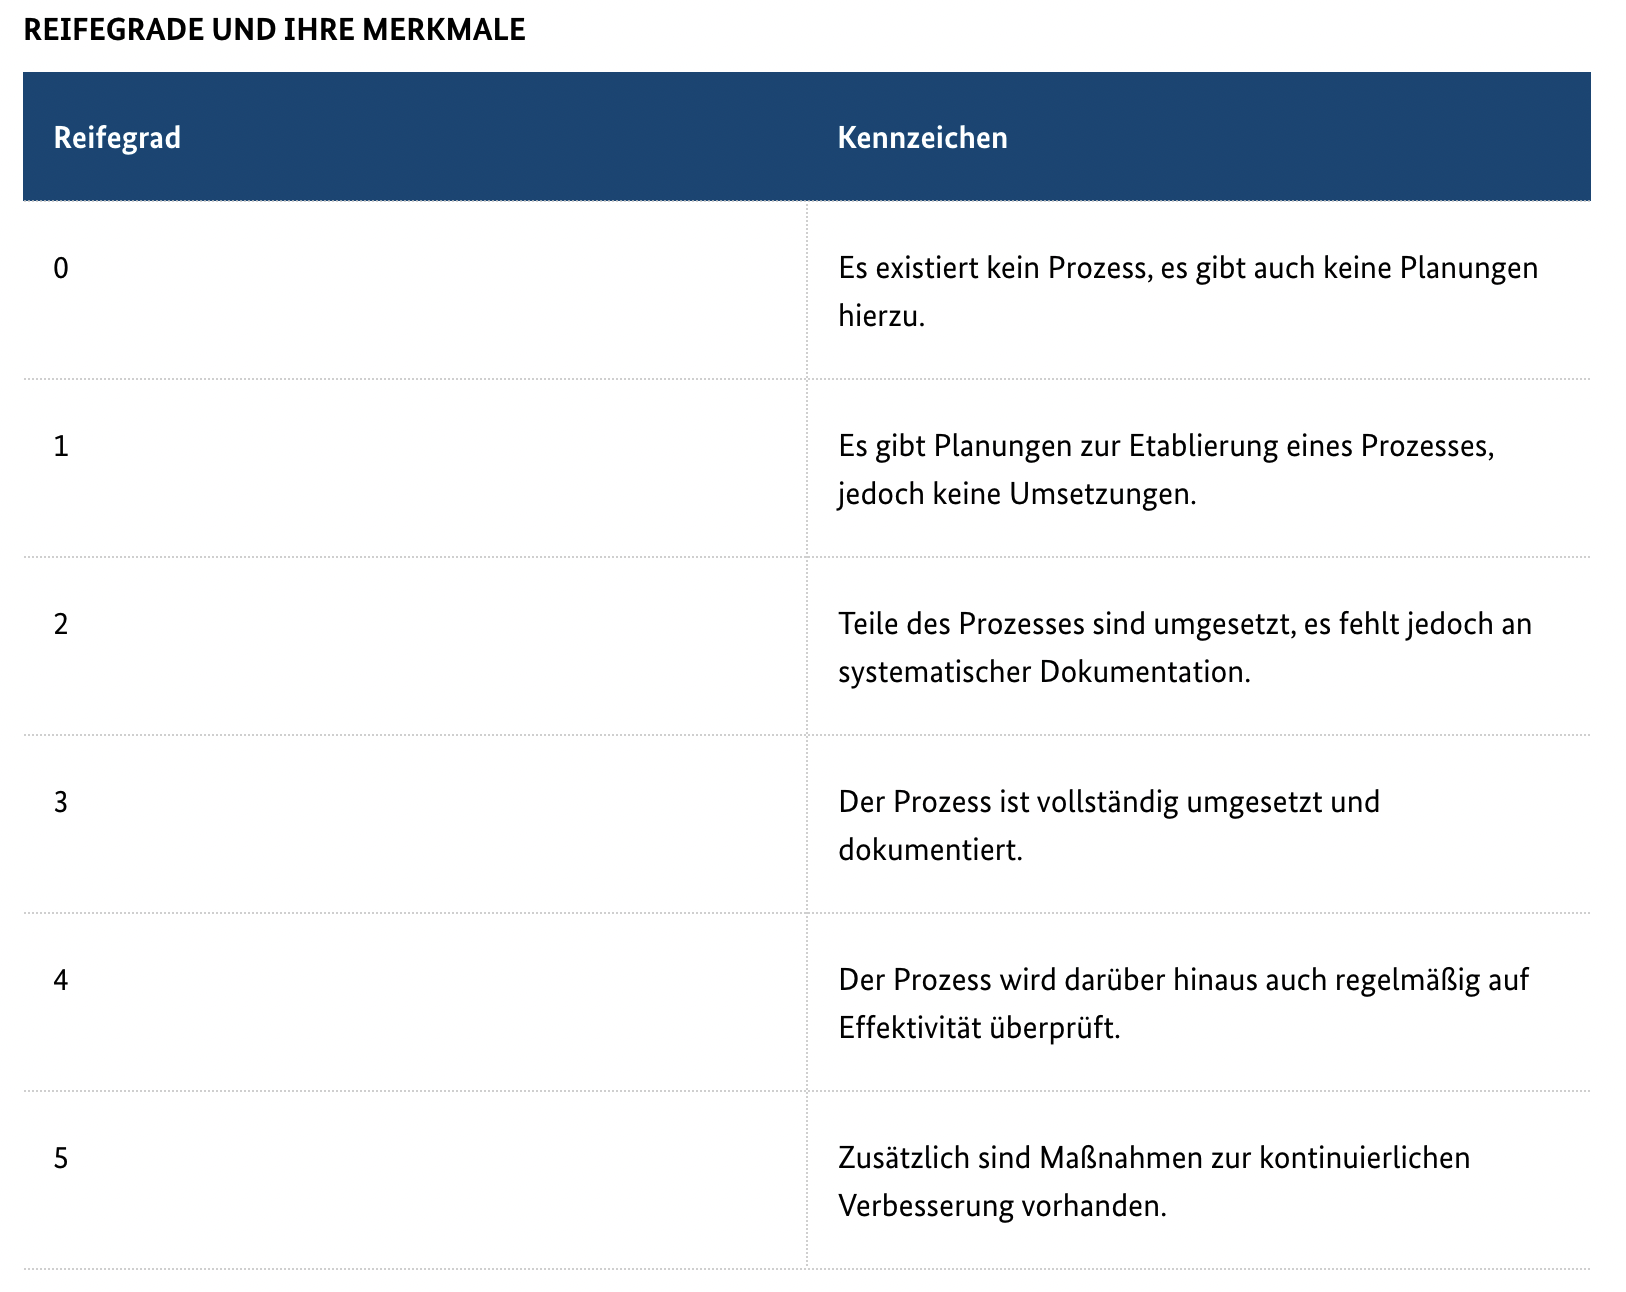 REIFEGRADE UND IHRE MERKMALE
Reifegrad Kennzeichen
0 Es existiert kein Prozess, es gibt auch keine Planungen
hierzu.
1 Es gibt Planungen zur Etablierung eines Prozesses,
jedoch keine Umsetzungen.
2 Teile des Prozesses sind umgesetzt, es fehlt jedoch an
systematischer Dokumentation.
3 Der Prozess ist vollständig umgesetzt und
dokumentiert.
4 Der Prozess wird darüber hinaus auch regelmäßig auf
Effektivität überprüft.
5 Zusätzlich sind Maßnahmen zur kontinuierlichen
Verbesserung vorhanden.